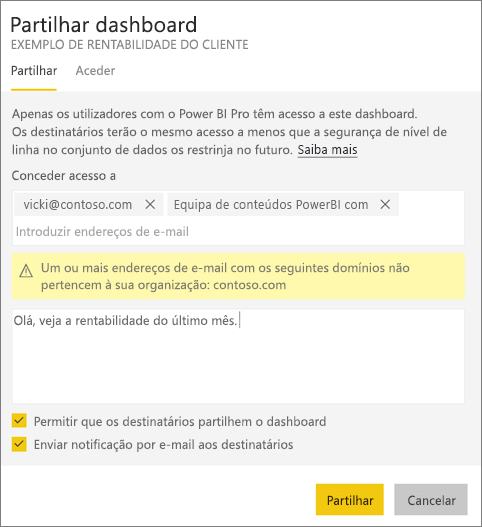 Partilhar dashboard
EXEMPLO DE RENTABILIDADE DO CLIENTE
Partilhar Aceder
Apenas os utilizadores com o Power BI Pro têm acesso a este dashboard.
Os destinatários terão o mesmo acesso a menos que a segurança de nível de
linha no conjunto de dados os restrinja no futuro. Saiba mais
Conceder acesso a
vicki@contoso.com Equipa de conteúdos PowerBI com
Introduzir endereços de e-mail
Um ou mais endereços de e-mail com os seguintes domínios não
pertencem à sua organização: contoso.com
Olá, veja a rentabilidade do último mês.
Permitir que os destinatários partilhem o dashboard
Enviar notificação por e-mail aos destinatários
Partilhar Cancelar